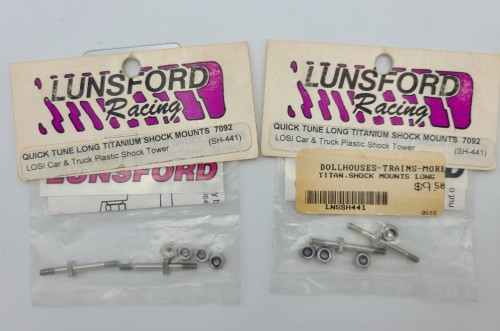 LUNSFORD
Racing
QUICK TUNE LONG TITANIUM SHOCK MOUNTS 7092
LOSI Car & Truck Plastic Shock Tower (SH-441)
LUNSFORD
LUNSFORD
Racing
QUICK TUNE LONG TITANIUM SHOCK MOUNTS 7092
LOSI Car & Truck Plastic Shock Tower (SH-441)
DOLLHOUSES-TRAINS-MORE
TITAN.SHOCK MOUNTS LONG
LNSSH441
nut o